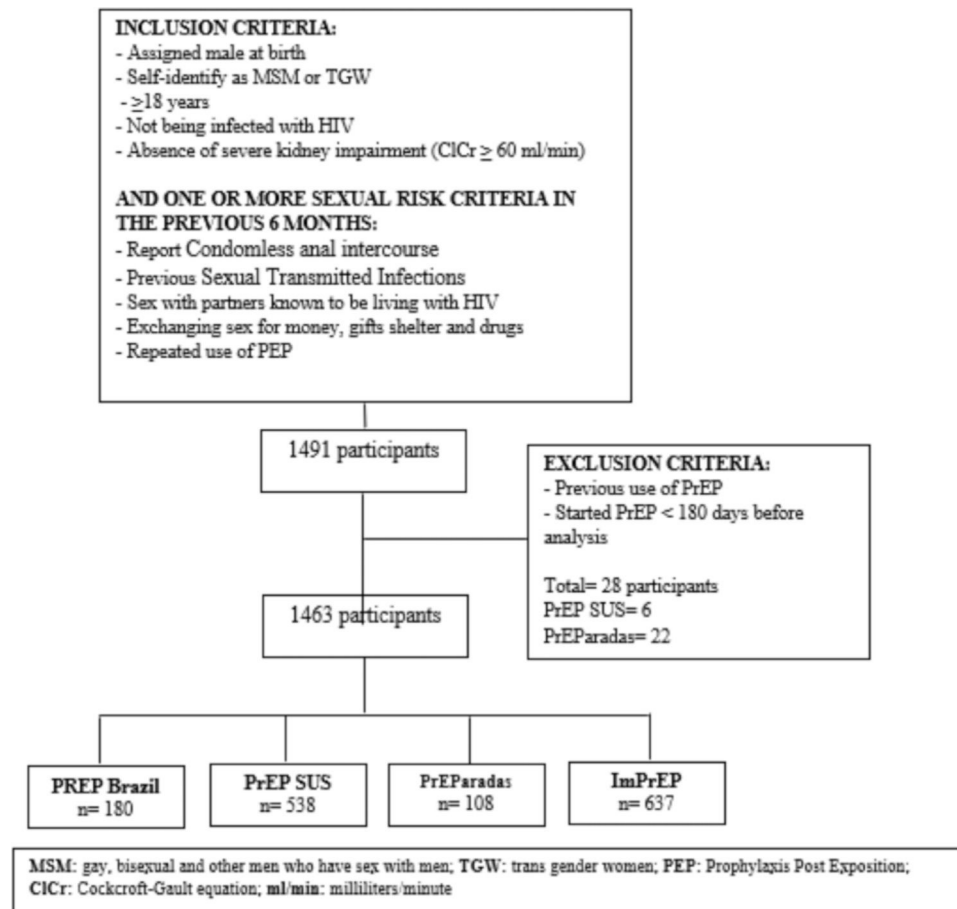 INCLUSION CRITERIA:
- Assigned male at birth
- Self-identify as MSM or TGW
- ≥18 years
- Not being infected with HIV
- Absence of severe kidney impairment (ClCr ≥ 60 ml/min)
AND ONE OR MORE SEXUAL RISK CRITERIA IN
THE PREVIOUS 6 MONTHS:
- Report Condomless anal intercourse
- Previous Sexual Transmitted Infections
- Sex with partners known to be living with HIV
- Exchanging sex for money, gifts shelter and drugs
- Repeated use of PEP
1491 participants
EXCLUSION CRITERIA:
- Previous use of PrEP
- Started PrEP < 180 days before
analysis
Total= 28 participants
PrEP SUS= 6
PrEParadas= 22
1463 participants
PREP Brazil
n= 180
PrEP SUS
n= 538
PrEParadas
n= 108
ImPrEP
n= 637
MSM: gay, bisexual and other men who have sex with men; TGW: trans gender women; PEP: Prophylaxis Post Exposition;
ClCr: Cockcroft-Gault equation; ml/min: milliliters/minute